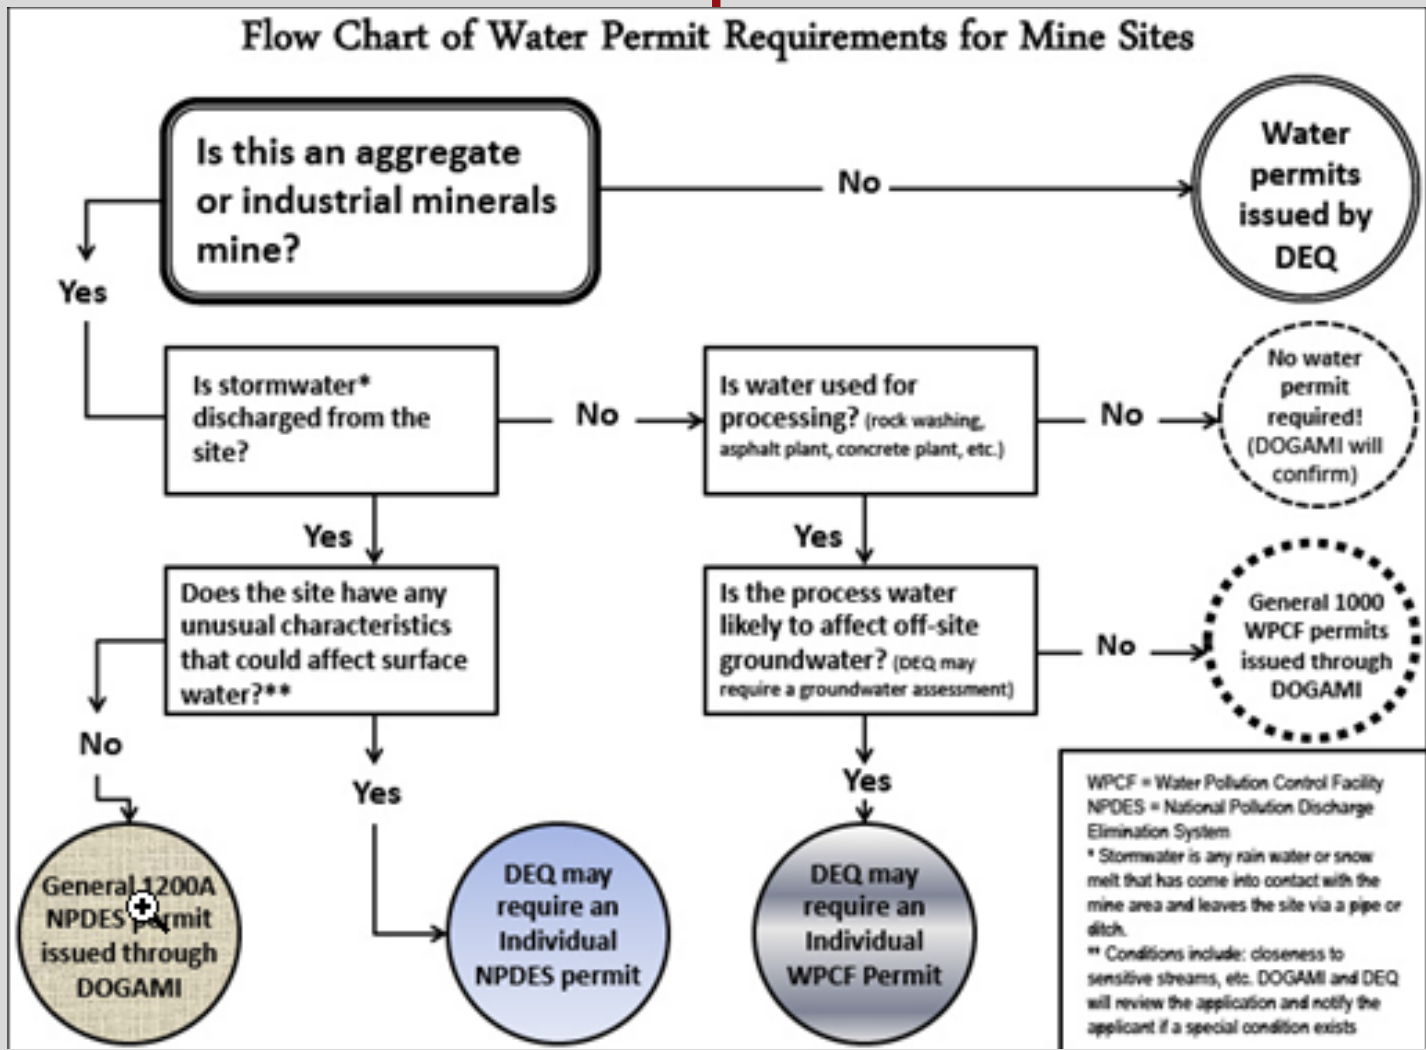 Flow Chart of Water Permit Requirements for Mine Sites
Is this an aggregate
or industrial minerals
mine?
No
Water
permits
issued by
DEQ
Yes
Is stormwater*
discharged from the
site?
No
Is water used for
processing? (rock washing,
asphalt plant, concrete plant, etc.)
No
No water
permit
required!
(DOGAMI will
confirm)
Yes
Yes
Does the site have any
unusual characteristics
that could affect surface
water?**
Is the process water
likely to affect off-site
groundwater? (DEQ may
require a groundwater assessment)
No
General 1000
WPCF permits
issued through
DOGAMI
No
Yes
Yes
General 1200A
NPDES permit
issued through
DOGAMI
DEQ may
require an
Individual
NPDES permit
DEQ may
require an
Individual
WPCF Permit
WPCF = Water Pollution Control Facility
NPDES = National Pollution Discharge
Elimination System
* Stormwater is any rain water or snow
melt that has come into contact with the
mine area and leaves the site via a pipe or
ditch.
** Conditions include: closeness to
sensitive streams, etc. DOGAMI and DEQ
will review the application and notify the
applicant if a special condition exists